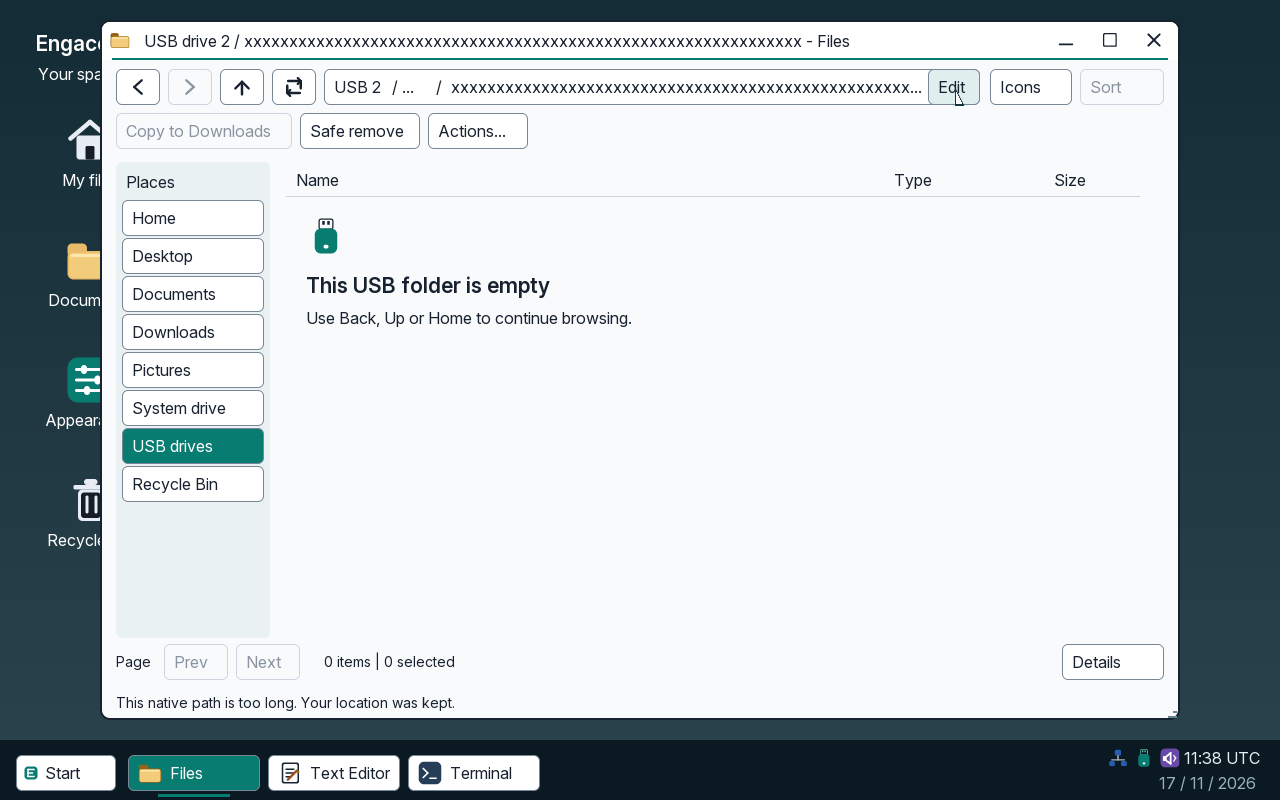 Engac
Your spa
My fil
Docum
Appeara
Recycle
USB drive 2 / xxxxxxxxxxxxxxxxxxxxxxxxxxxxxxxxxxxxxxxxxxxxxxxxxxxxxxxxxxxxxx - Files
USB 2 / ... / xxxxxxxxxxxxxxxxxxxxxxxxxxxxxxxxxxxxxxxxxxxxxxxxxxx... Edit Icons Sort
Copy to Downloads Safe remove Actions...
Places
Home
Desktop
Documents
Downloads
Pictures
System drive
USB drives
Recycle Bin
Name Type Size
This USB folder is empty
Use Back, Up or Home to continue browsing.
Page Prev Next 0 items | 0 selected Details
This native path is too long. Your location was kept.
Start Files Text Editor Terminal
11:38 UTC
17 / 11 / 2026